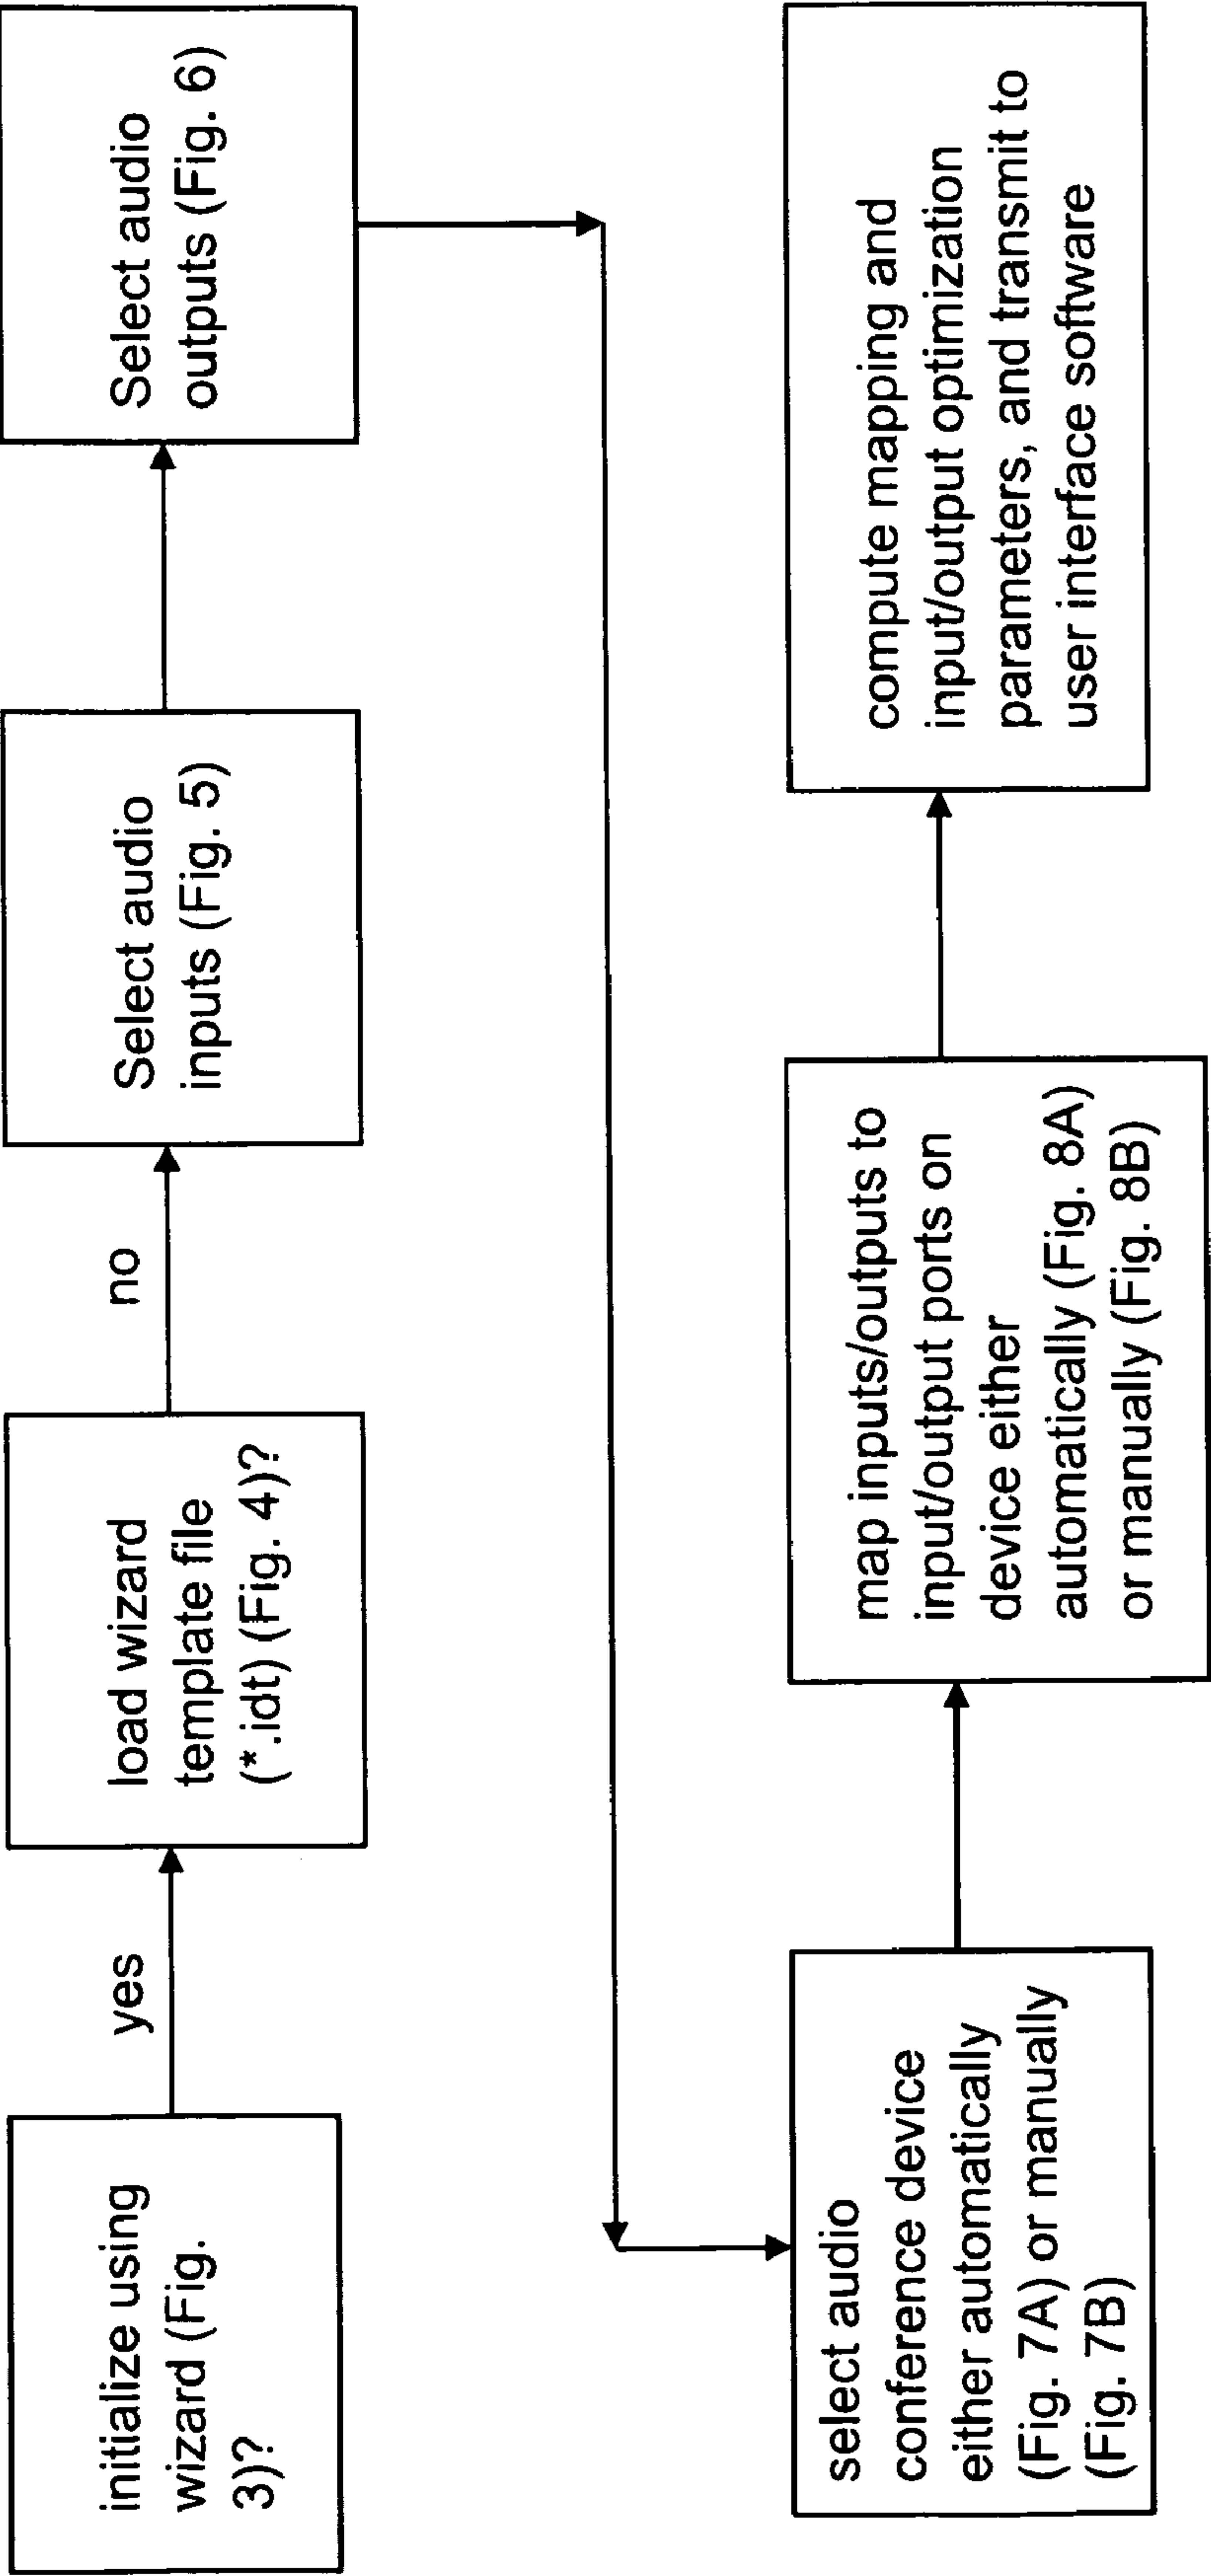 initialize using
wizard (Fig.
3)?
yes
load wizard
template file
(*.idt) (Fig. 4)?
no
Select audio
inputs (Fig. 5)
Select audio
outputs (Fig. 6)
select audio
conference device
either automatically
(Fig. 7A) or manually
(Fig. 7B)
map inputs/outputs to
input/output ports on
device either
automatically (Fig. 8A)
or manually (Fig. 8B)
compute mapping and
input/output optimization
parameters, and transmit to
user interface software